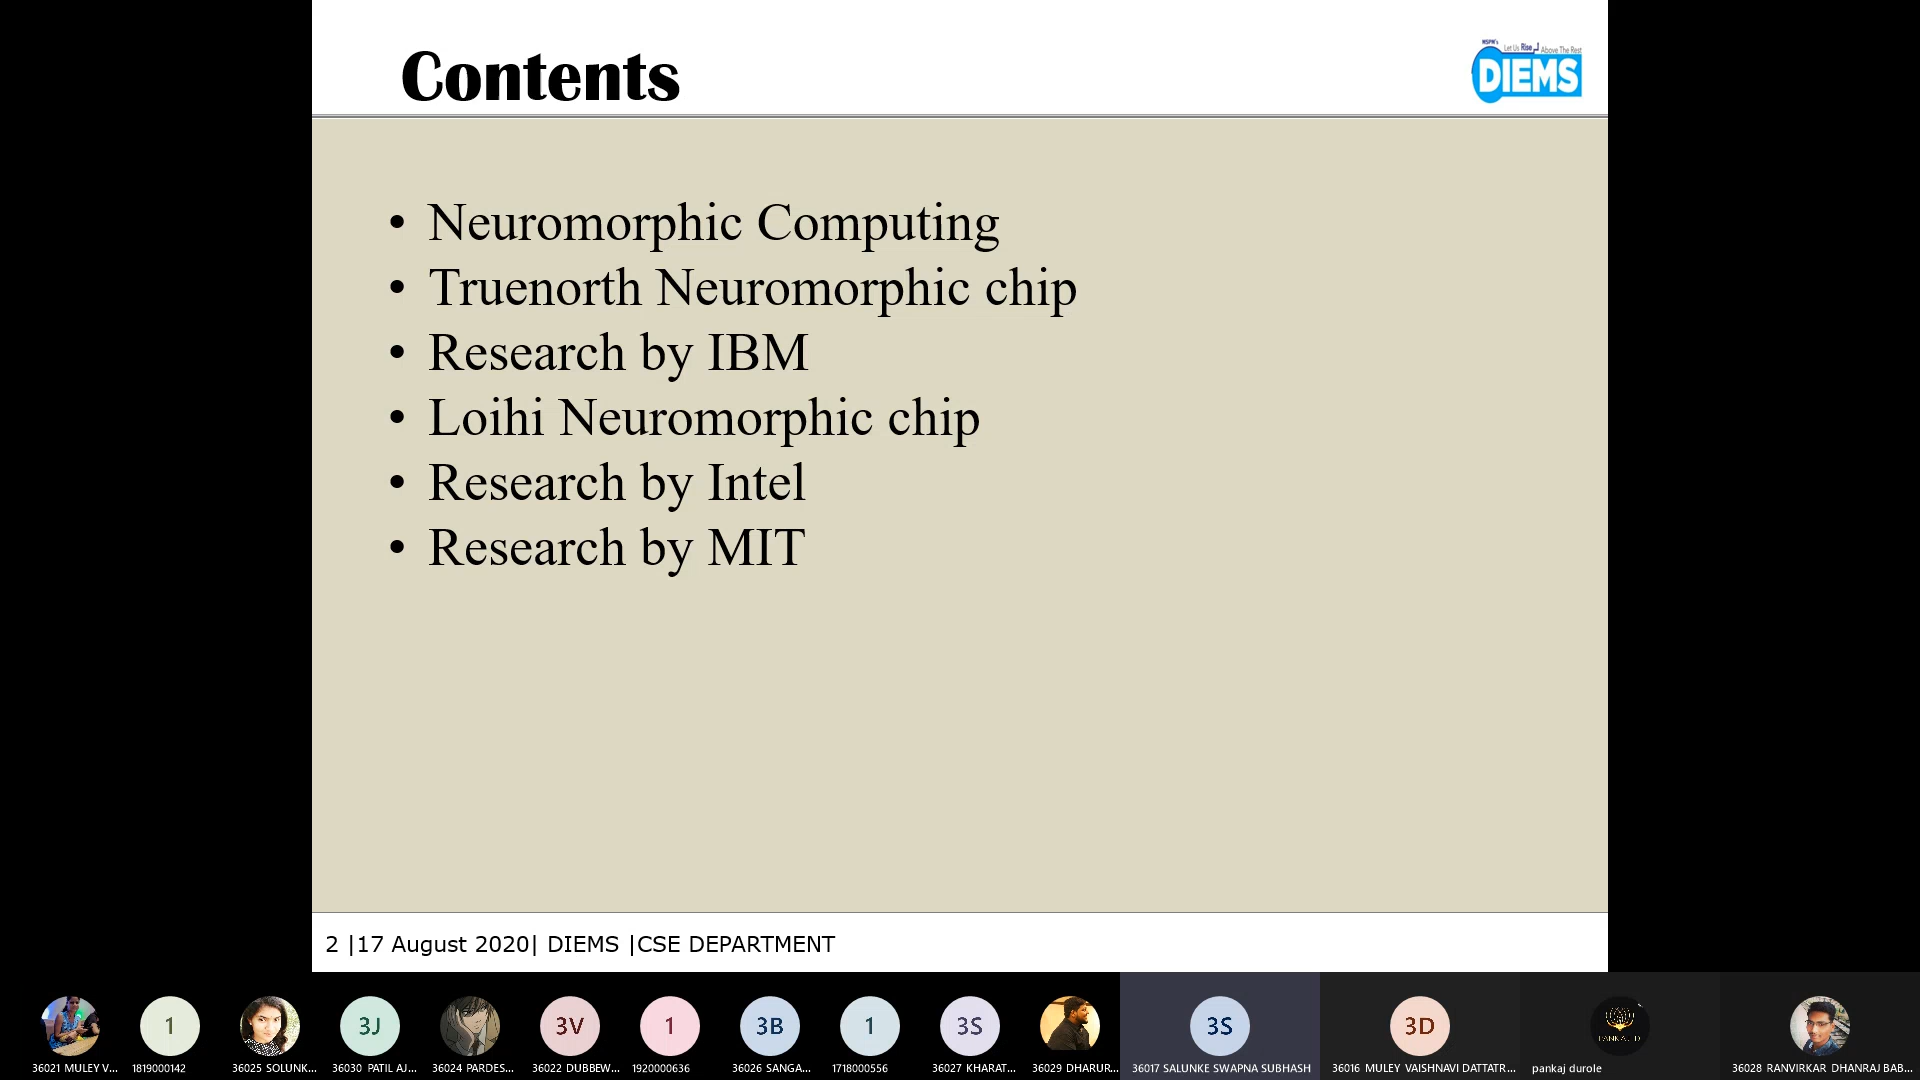 Contents
MSPM's
Let Us Rise Above The Rest
DIEMS
• Neuromorphic Computing
• Truenorth Neuromorphic chip
• Research by IBM
• Loihi Neuromorphic chip
• Research by Intel
• Research by MIT
2 |17 August 2020| DIEMS |CSE DEPARTMENT
1 3J 3V 1 3B 1 3S 3S 3D PANKAJ D
36021 MULEY V... 1819000142 36025 SOLUNK... 36030 PATIL AJ... 36024 PARDES... 36022 DUBBEW... 1920000636 36026 SANGA... 1718000556 36027 KHARAT... 36029 DHARUR... 36017 SALUNKE SWAPNA SUBHASH 36016 MULEY VAISHNAVI DATTATR... pankaj durole 36028 RANVIRKAR DHANRAJ BAB...